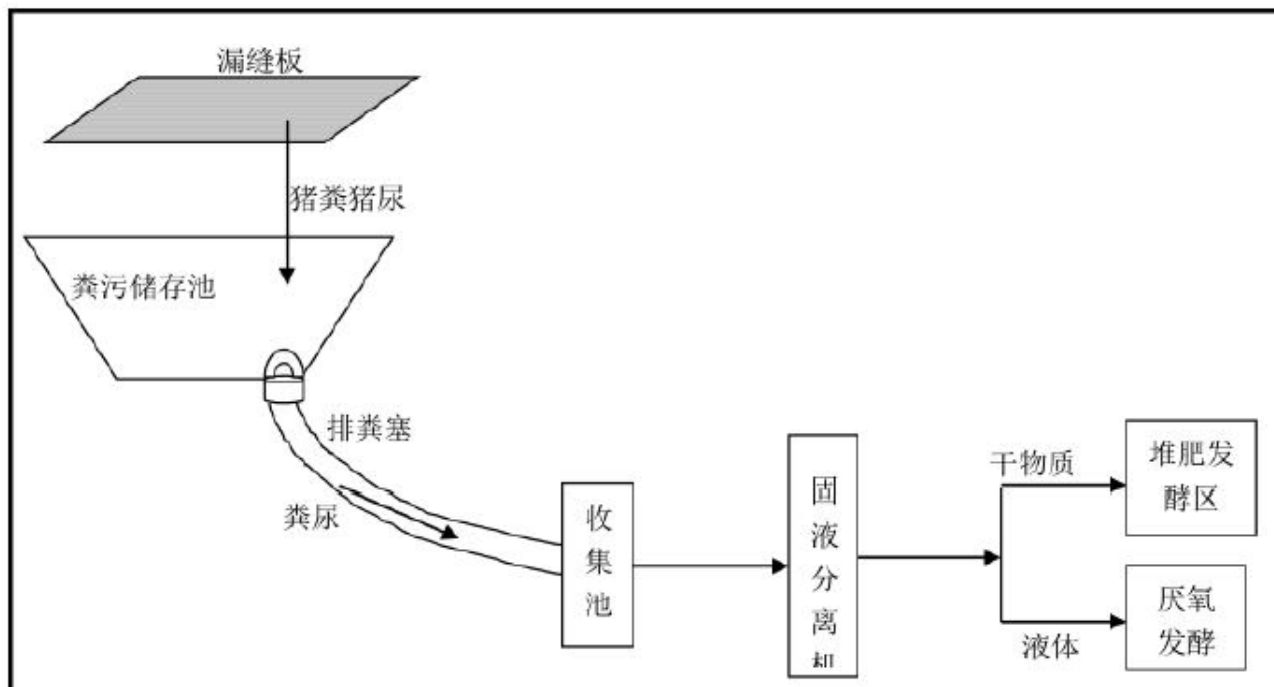 漏缝板
猪粪猪尿
粪污储存池
排粪塞
粪尿
收
集
池
固
液
分
离
机
干物质
液体
堆肥发
酵区
厌氧
发酵